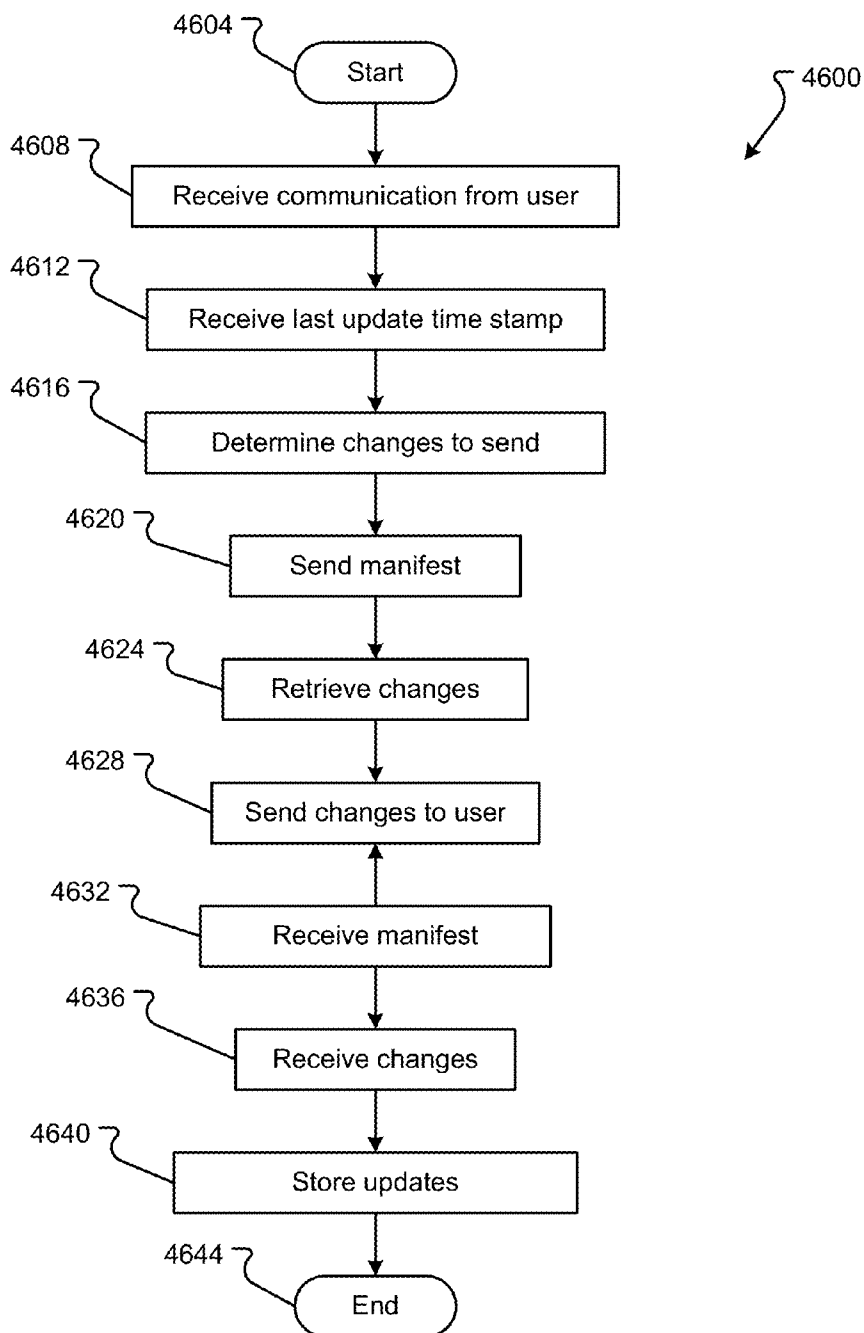 4604
Start
4600
4608
Receive communication from user
4612
Receive last update time stamp
4616
Determine changes to send
4620
Send manifest
4624
Retrieve changes
4628
Send changes to user
4632
Receive manifest
4636
Receive changes
4640
Store updates
4644
End